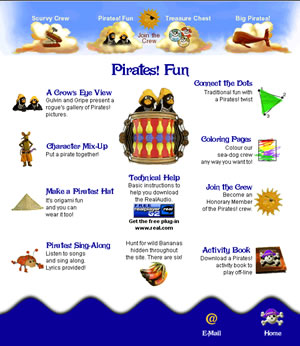 Scurvy Crew
Pirates! Fun
Join the
Crew
Treasure Chest
Big Pirates!
Pirates! Fun
A Crow's Eye View
Gulvin and Gripe present a
rogue's gallery of Pirates!
pictures.
Character Mix-Up
Put a pirate together!
Make a Pirate Hat
It's origami fun
and you can
wear it too!
Pirates Sing-Along
Listen to songs
and sing along.
Lyrics provided!
Technical Help
Basic instructions to
help you download
the RealAudio.
FREE
realplayer
G2
real
Get the free plug-in
www.real.com
Hunt for wild Bananas
hidden throughout
the site. There are six!
Connect the Dots
Traditional fun with
a Pirates! twist
Coloring Pages
Colour our
sea-dog crew
any way you want to!
Join the Crew
Become an
Honorary Member
of the Pirates! crew.
Activity Book
Download a Pirates!
activity book to
play off-line
@
E-Mail
Home